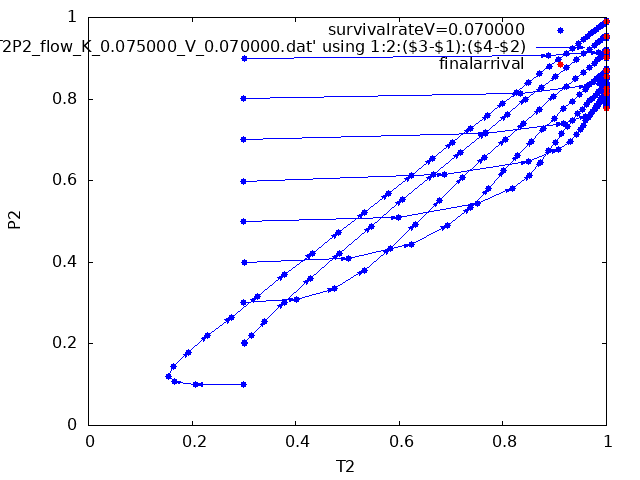 survivalrateV=0.070000
T2P2_flow_K_0.075000_V_0.070000.dat' using 1:2:($3-$1):($4-$2)
finalarrival
1
0.8
0.6
0.4
0.2
0
P2
0 0.2 0.4 0.6 0.8 1
T2